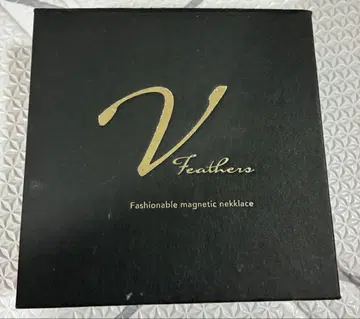 V
Feathers
Fashionable magnetic nekklace